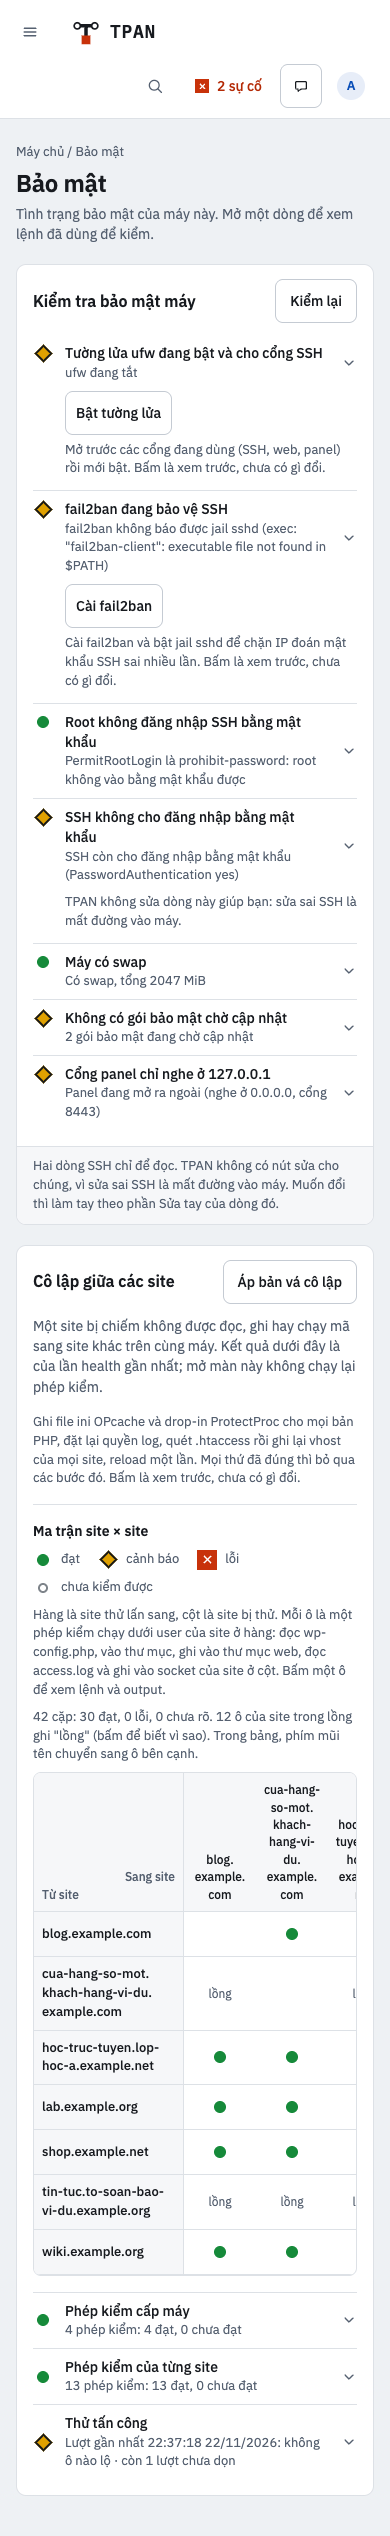 TPAN
2 sự cố
A
Máy chủ / Bảo mật
Bảo mật
Tình trạng bảo mật của máy này. Mở một dòng để xem
lệnh đã dùng để kiểm.
Kiểm tra bảo mật máy
Kiểm lại
Tường lửa ufw đang bật và cho cổng SSH
ufw đang tắt
Bật tường lửa
Mở trước các cổng đang dùng (SSH, web, panel)
rồi mới bật. Bấm là xem trước, chưa có gì đổi.
fail2ban đang bảo vệ SSH
fail2ban không báo được jail sshd (exec:
"fail2ban-client": executable file not found in
$PATH)
Cài fail2ban
Cài fail2ban và bật jail sshd để chặn IP đoán mật
khẩu SSH sai nhiều lần. Bấm là xem trước, chưa
có gì đổi.
Root không đăng nhập SSH bằng mật
khẩu
PermitRootLogin là prohibit-password: root
không vào bằng mật khẩu được
SSH không cho đăng nhập bằng mật
khẩu
SSH còn cho đăng nhập bằng mật khẩu
(PasswordAuthentication yes)
TPAN không sửa dòng này giúp bạn: sửa sai SSH là
mất đường vào máy.
Máy có swap
Có swap, tổng 2047 MiB
Không có gói bảo mật chờ cập nhật
2 gói bảo mật đang chờ cập nhật
Cổng panel chỉ nghe ở 127.0.0.1
Panel đang mở ra ngoài (nghe ở 0.0.0.0, cổng
8443)
Hai dòng SSH chỉ để đọc. TPAN không có nút sửa cho
chúng, vì sửa sai SSH là mất đường vào máy. Muốn đổi
thì làm tay theo phần Sửa tay của dòng đó.
Cô lập giữa các site
Áp bản vá cô lập
Một site bị chiếm không được đọc, ghi hay chạy mã
sang site khác trên cùng máy. Kết quả dưới đây là
của lần health gần nhất; mở màn này không chạy lại
phép kiểm.
Ghi file ini OPcache và drop-in ProtectProc cho mọi bản
PHP, đặt lại quyền log, quét .htaccess rồi ghi lại vhost
của mọi site, reload một lần. Mọi thứ đã đúng thì bỏ qua
các bước đó. Bấm là xem trước, chưa có gì đổi.
Ma trận site × site
đạt cảnh báo lỗi
chưa kiểm được
Hàng là site thử lấn sang, cột là site bị thử. Mỗi ô là một
phép kiểm chạy dưới user của site ở hàng: đọc wp-
config.php, vào thư mục, ghi vào thư mục web, đọc
access.log và ghi vào socket của site ở cột. Bấm một ô
để xem lệnh và output.
42 cặp: 30 đạt, 0 lỗi, 0 chưa rõ. 12 ô của site trong lồng
ghi "lồng" (bấm để biết vì sao). Trong bảng, phím mũi
tên chuyển sang ô bên cạnh.
Sang site
Từ site
blog.
example.
com
cua-hang-
so-mot.
khach-
hang-vi-
du.
example.
com
blog.example.com
cua-hang-so-mot.
khach-hang-vi-du.
example.com
lồng
hoc-truc-tuyen.lop-
hoc-a.example.net
lab.example.org
shop.example.net
tin-tuc.to-soan-bao-
vi-du.example.org
lồng lồng
wiki.example.org
Phép kiểm cấp máy
4 phép kiểm: 4 đạt, 0 chưa đạt
Phép kiểm của từng site
13 phép kiểm: 13 đạt, 0 chưa đạt
Thử tấn công
Lượt gần nhất 22:37:18 22/11/2026: không
ô nào lộ · còn 1 lượt chưa dọn